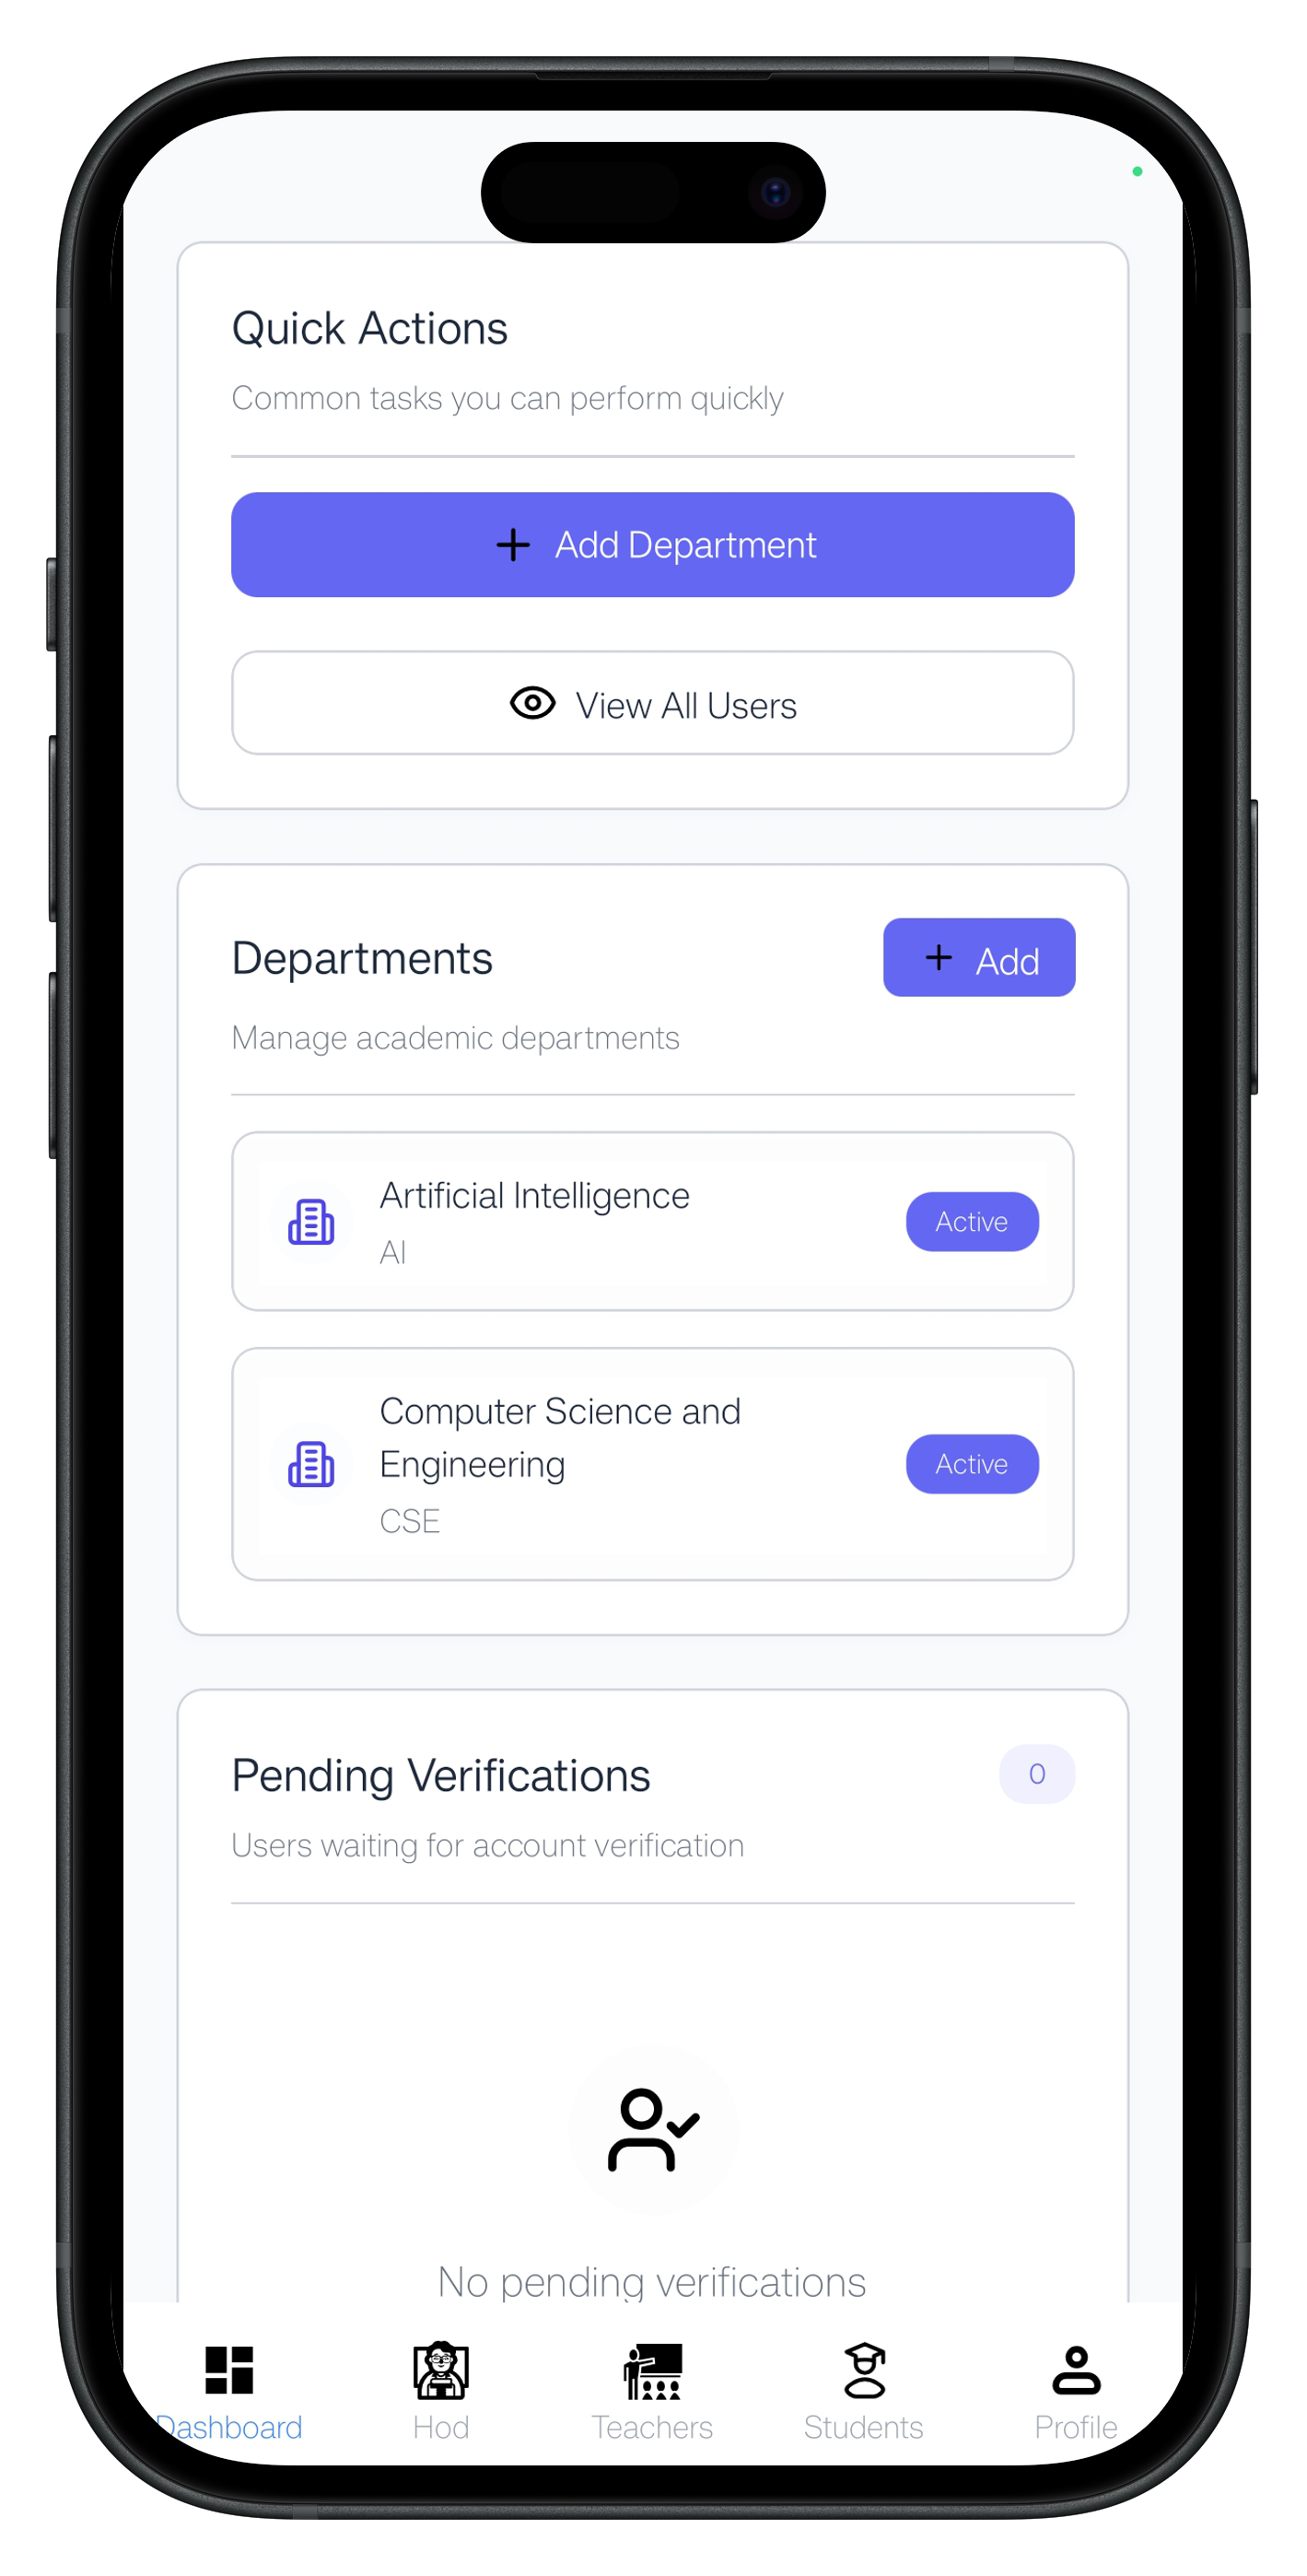 Quick Actions
Common tasks you can perform quickly
Add Department
View All Users
Departments
Add
Manage academic departments
Artificial Intelligence
AI
Active
Computer Science and
Engineering
CSE
Active
Pending Verifications
0
Users waiting for account verification
No pending verifications
Dashboard
Hod
Teachers
Students
Profile